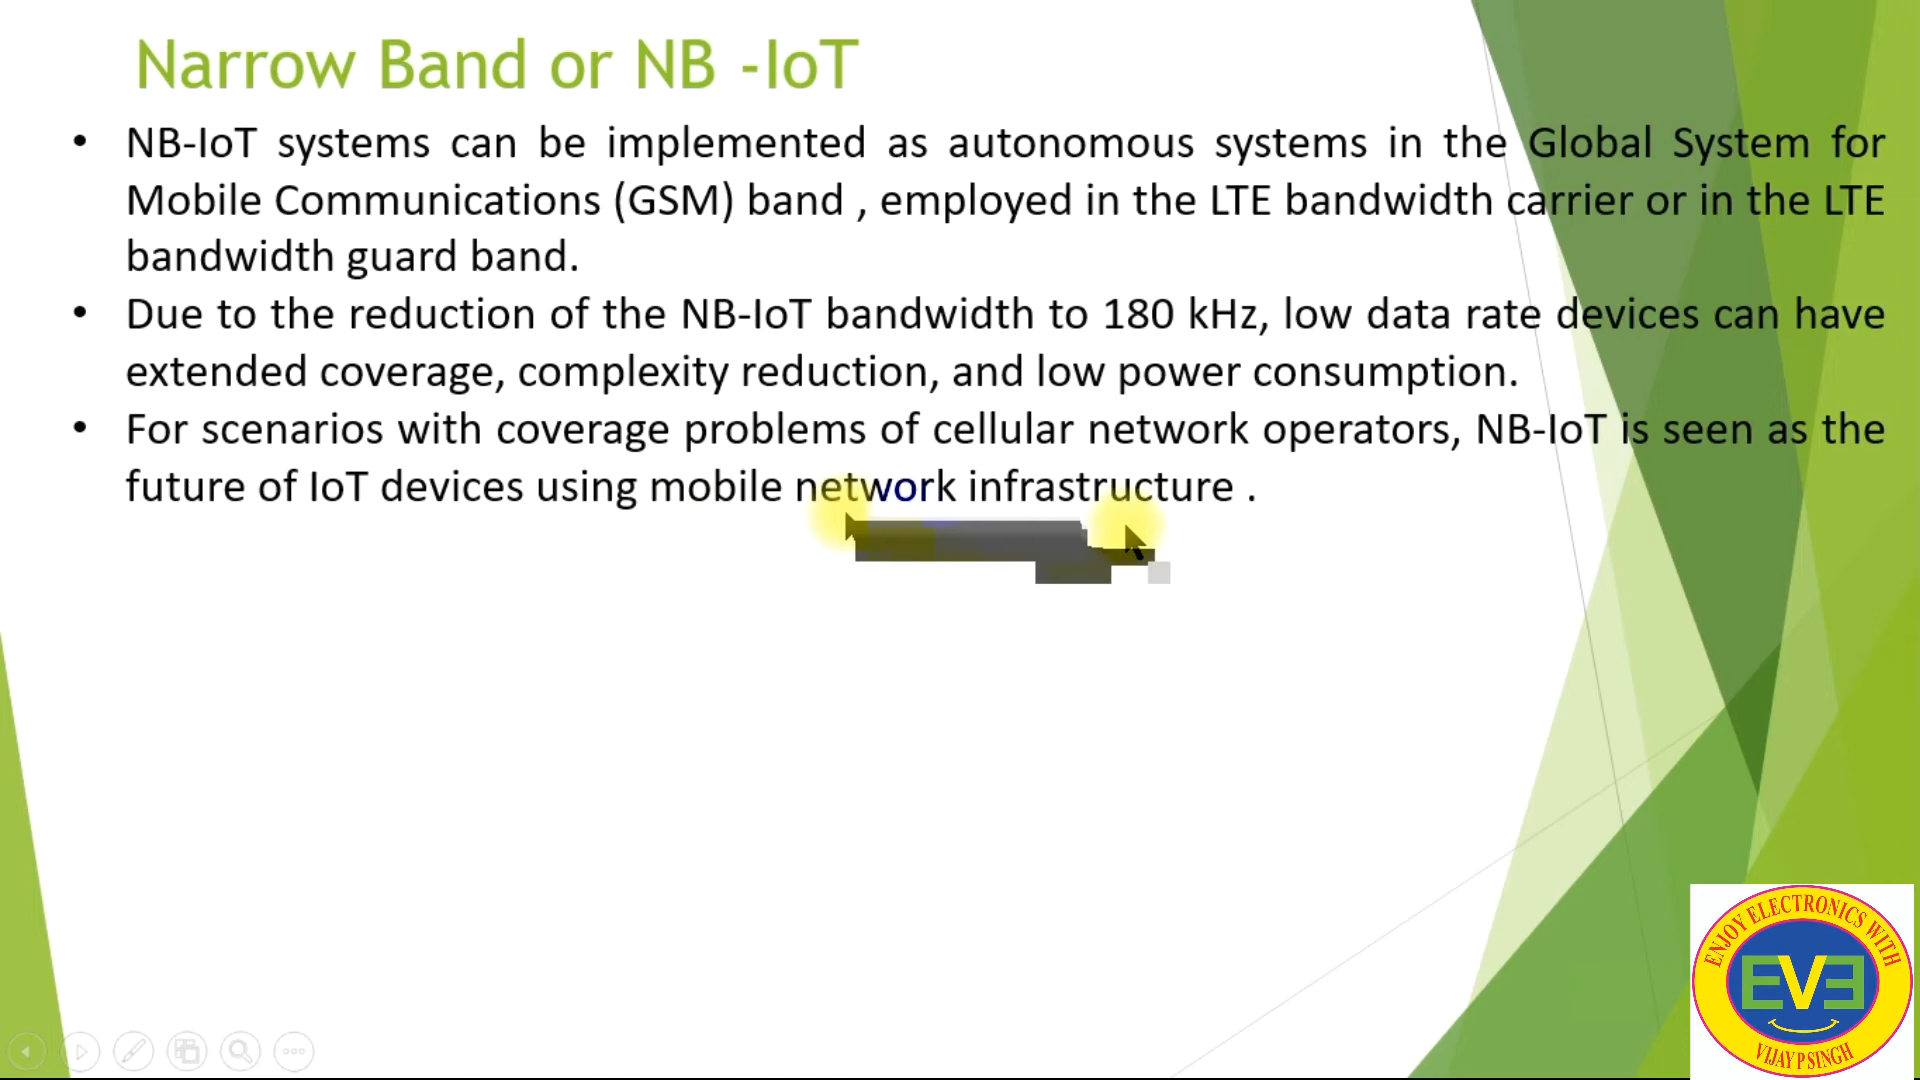 Narrow Band or NB -IoT
• NB-IoT systems can be implemented as autonomous systems in the Global System for
Mobile Communications (GSM) band , employed in the LTE bandwidth carrier or in the LTE
bandwidth guard band.
• Due to the reduction of the NB-IoT bandwidth to 180 kHz, low data rate devices can have
extended coverage, complexity reduction, and low power consumption.
• For scenarios with coverage problems of cellular network operators, NB-IoT is seen as the
future of IoT devices using mobile network infrastructure .
ENJOY ELECTRONICS WITH
EVE
VIJAY P SINGH